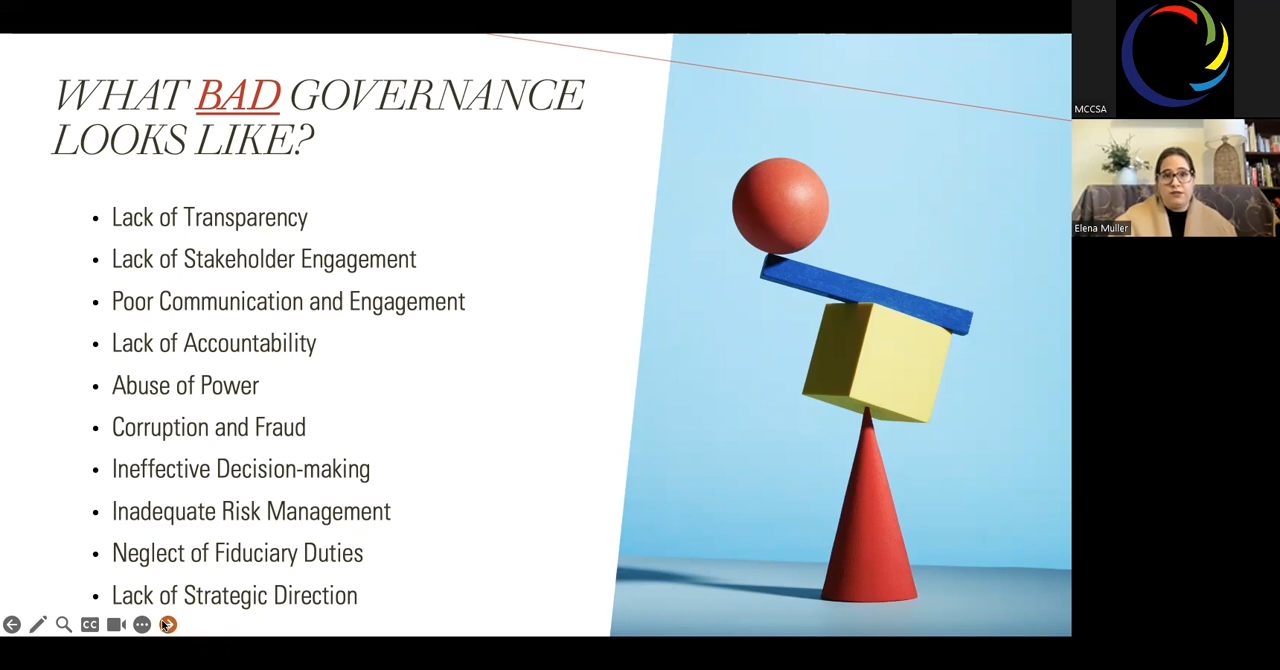 WHAT BAD GOVERNANCE
LOOKS LIKE?
• Lack of Transparency
• Lack of Stakeholder Engagement
• Poor Communication and Engagement
• Lack of Accountability
• Abuse of Power
• Corruption and Fraud
• Ineffective Decision-making
• Inadequate Risk Management
• Neglect of Fiduciary Duties
• Lack of Strategic Direction
CC
MCCSA
Elena Muller